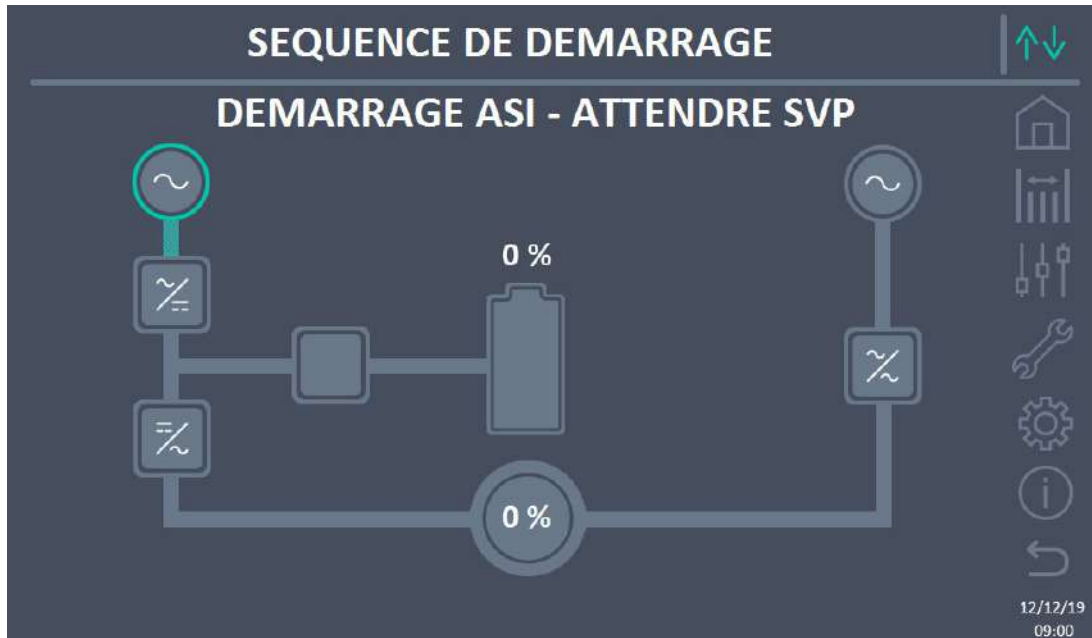 SEQUENCE DE DEMARRAGE
DEMARRAGE ASI - ATTENDRE SVP
0 %
0 %
12/12/19
09:00